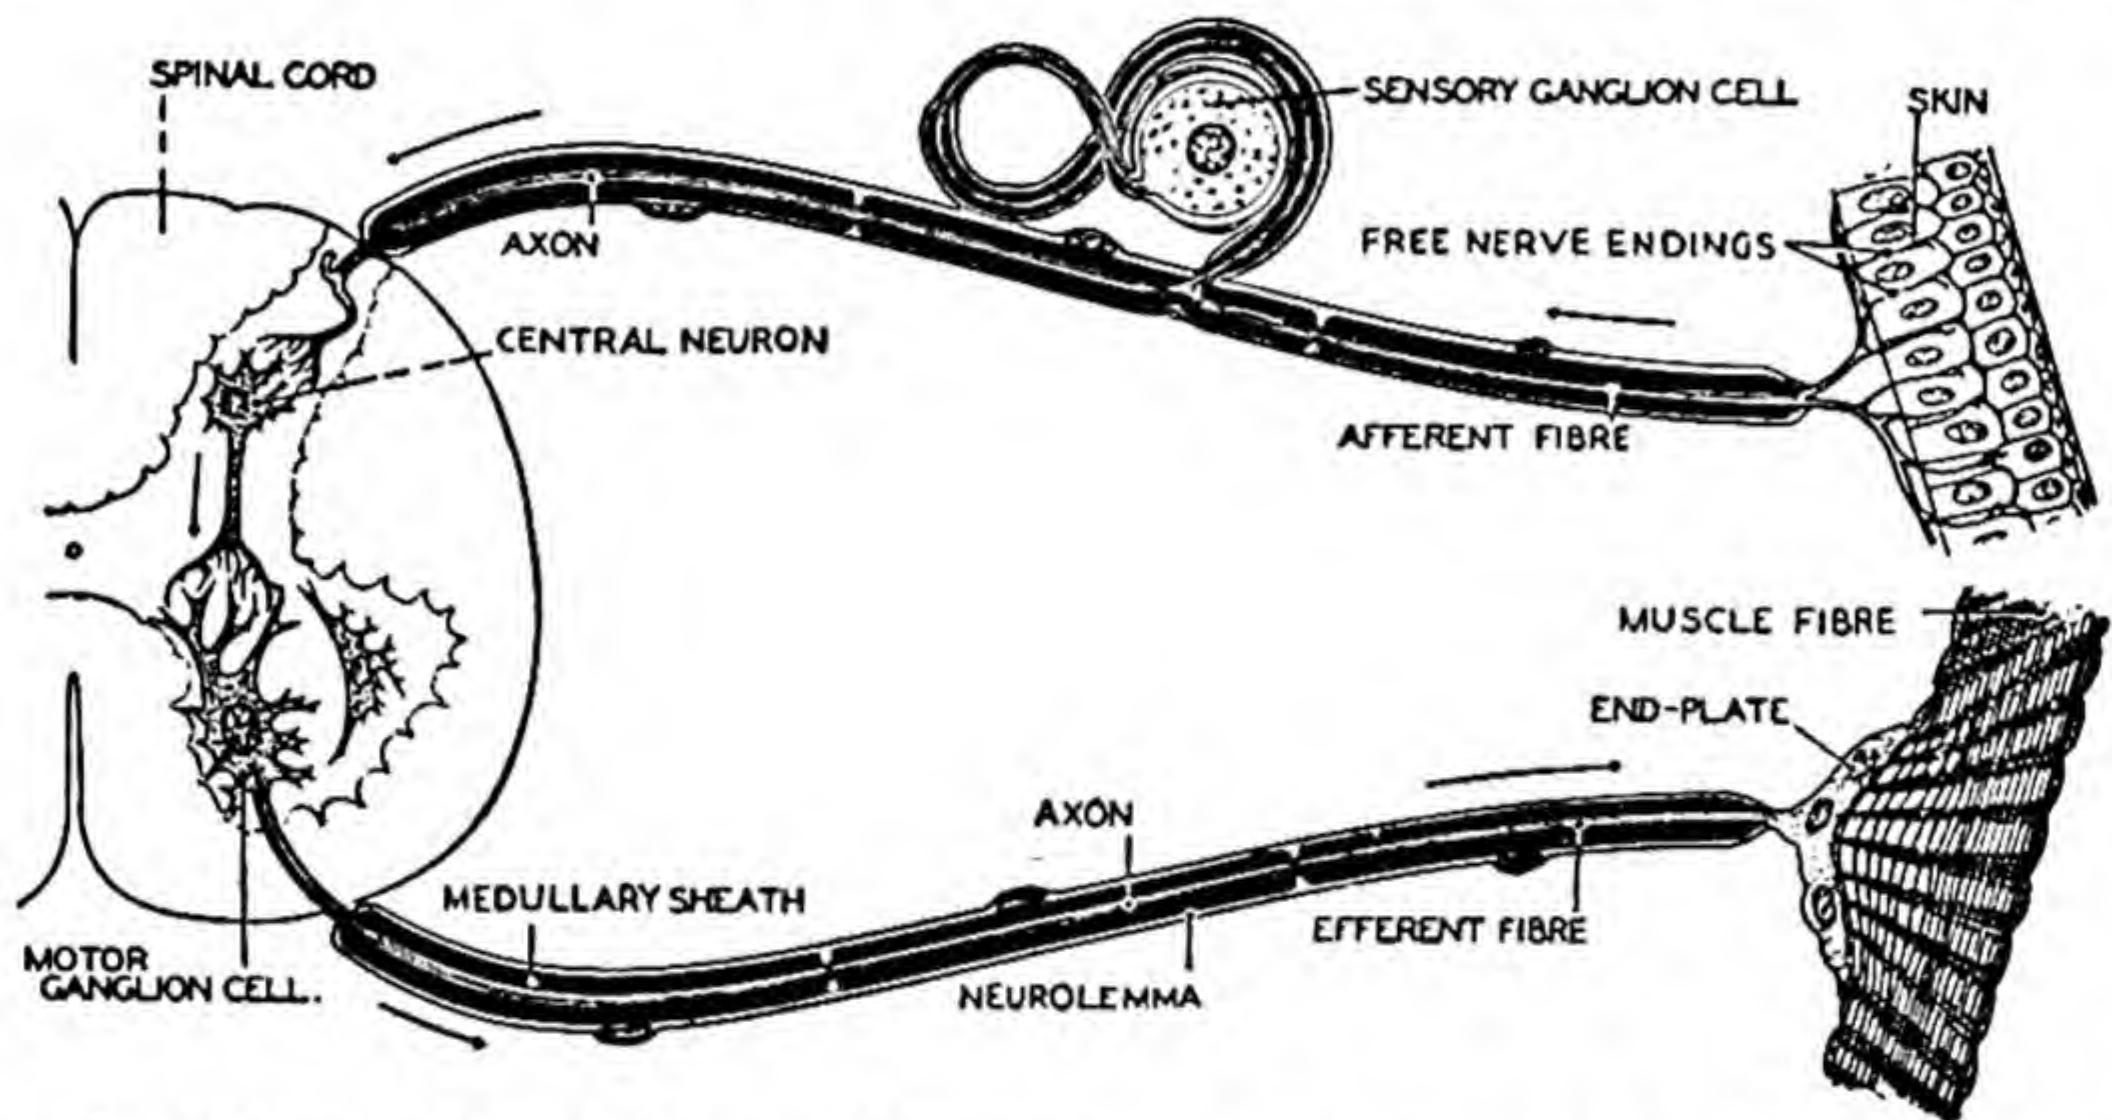 SPINAL CORD
SENSORY GANGLION CELL
SKIN
AXON
FREE NERVE ENDINGS
CENTRAL NEURON
AFFERENT FIBRE
MUSCLE FIBRE
END-PLATE
AXON
MEDULLARY SHEATH
EFFERENT FIBRE
MOTOR
GANGLION CELL.
NEUROLEMMA